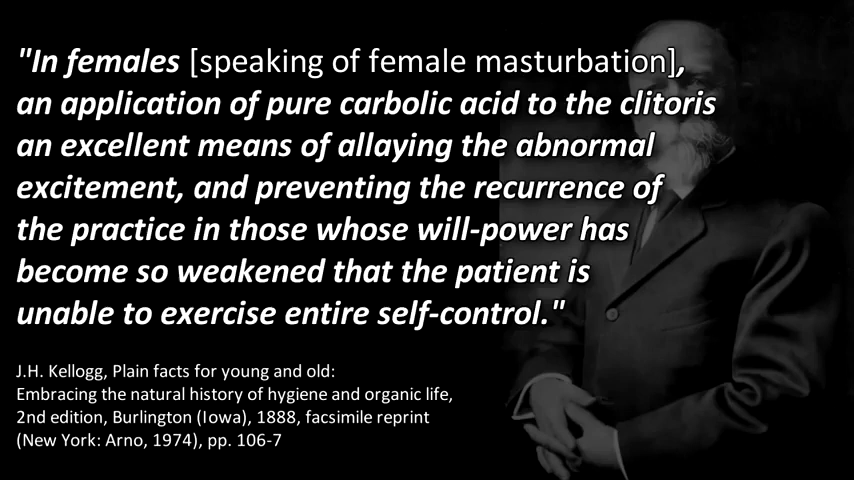 "In females [speaking of female masturbation],
an application of pure carbolic acid to the clitoris
an excellent means of allaying the abnormal
excitement, and preventing the recurrence of
the practice in those whose will-power has
become so weakened that the patient is
unable to exercise entire self-control."
J.H. Kellogg, Plain facts for young and old:
Embracing the natural history of hygiene and organic life,
2nd edition, Burlington (Iowa), 1888, facsimile reprint
(New York: Arno, 1974), pp. 106-7